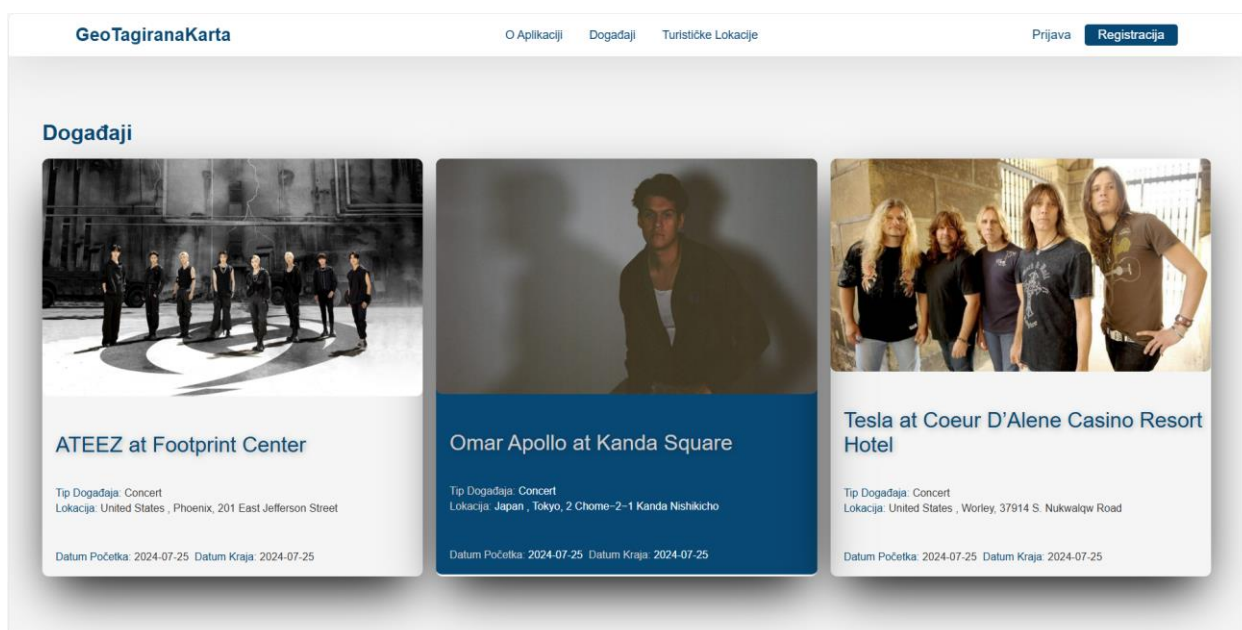 GeoTagiranaKarta
O Aplikaciji
Događaji
Turističke Lokacije
Prijava
Registracija
Događaji
ATEEZ at Footprint Center
Tip Događaja: Concert
Lokacija: United States , Phoenix, 201 East Jefferson Street
Datum Početka: 2024-07-25 Datum Kraja: 2024-07-25
Omar Apollo at Kanda Square
Tip Događaja: Concert
Lokacija: Japan , Tokyo, 2 Chome−2−1 Kanda Nishikicho
Datum Početka: 2024-07-25 Datum Kraja: 2024-07-25
Tesla at Coeur D’Alene Casino Resort
Hotel
Tip Događaja: Concert
Lokacija: United States , Worley, 37914 S. Nukwalqw Road
Datum Početka: 2024-07-25 Datum Kraja: 2024-07-25